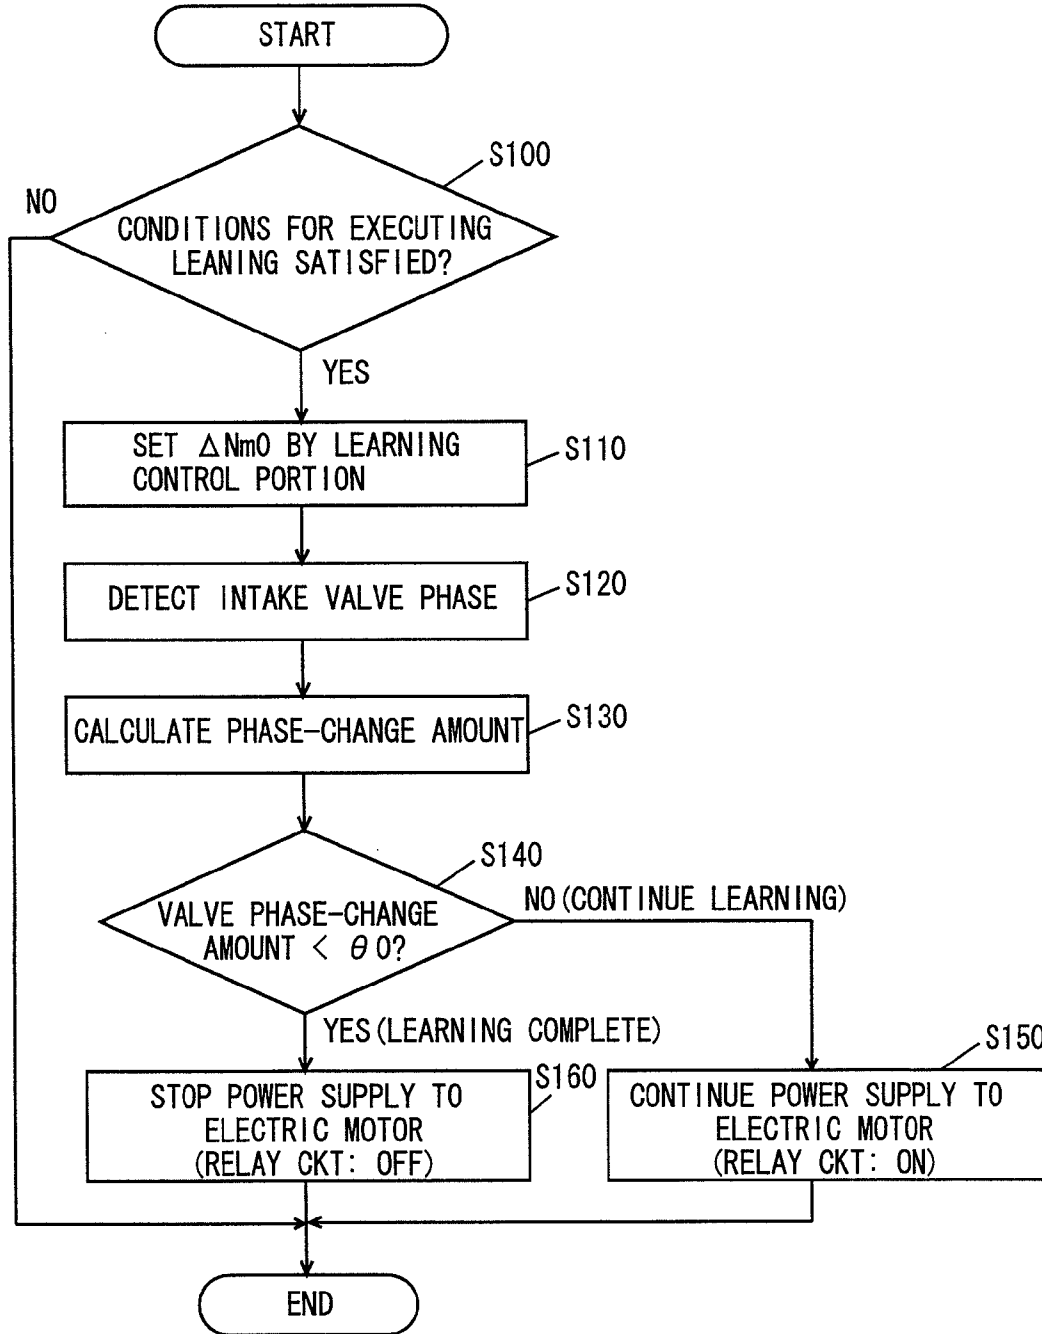 START
S100
NO
CONDITIONS FOR EXECUTING
LEANING SATISFIED?
YES
SET ΔNm0 BY LEARNING
CONTROL PORTION
S110
DETECT INTAKE VALVE PHASE
S120
CALCULATE PHASE-CHANGE AMOUNT
S130
S140
VALVE PHASE-CHANGE
AMOUNT < θ0?
NO(CONTINUE LEARNING)
YES(LEARNING COMPLETE)
S160
STOP POWER SUPPLY TO
ELECTRIC MOTOR
(RELAY CKT: OFF)
S150
CONTINUE POWER SUPPLY TO
ELECTRIC MOTOR
(RELAY CKT: ON)
END